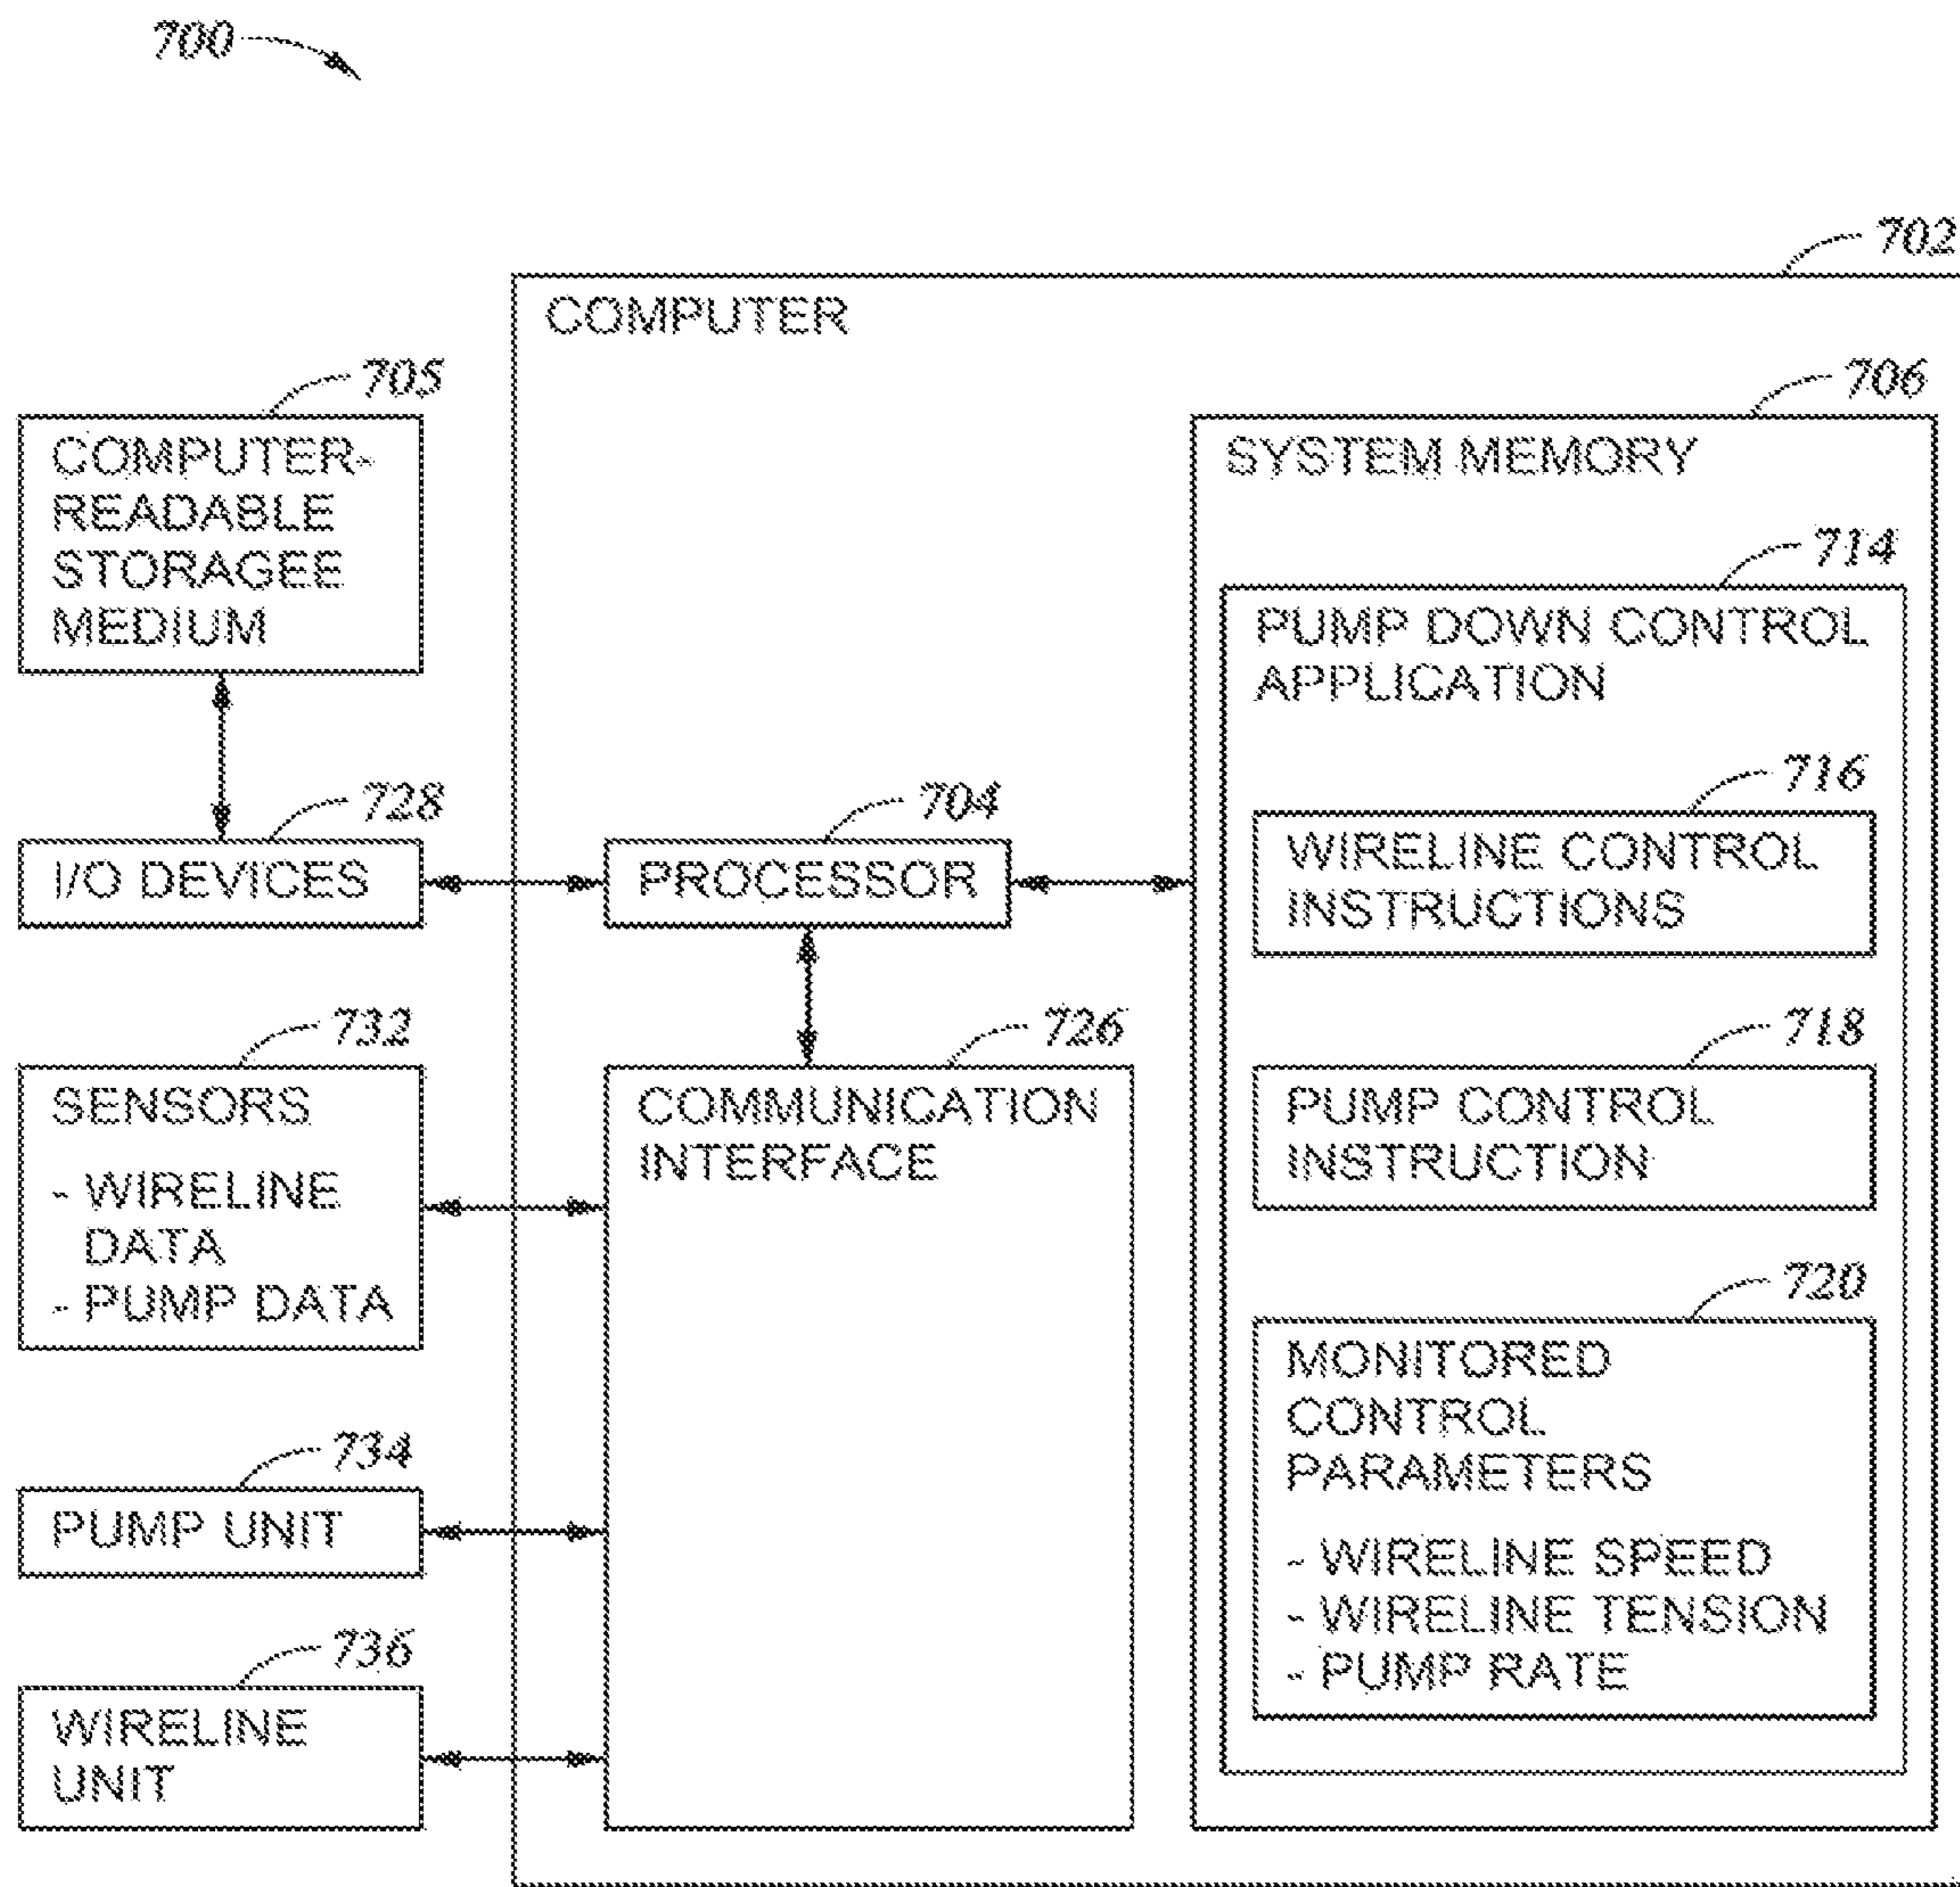 700
702
COMPUTER
705
COMPUTER-
READABLE
STORAGEE
MEDIUM
706
SYSTEM MEMORY
714
PUMP DOWN CONTROL
APPLICATION
728
I/O DEVICES
704
PROCESSOR
716
WIRELINE CONTROL
INSTRUCTIONS
732
SENSORS
- WIRELINE
DATA
- PUMP DATA
726
COMMUNICATION
INTERFACE
718
PUMP CONTROL
INSTRUCTION
720
MONITORED
CONTROL
PARAMETERS
- WIRELINE SPEED
- WIRELINE TENSION
- PUMP RATE
734
PUMP UNIT
736
WIRELINE
UNIT